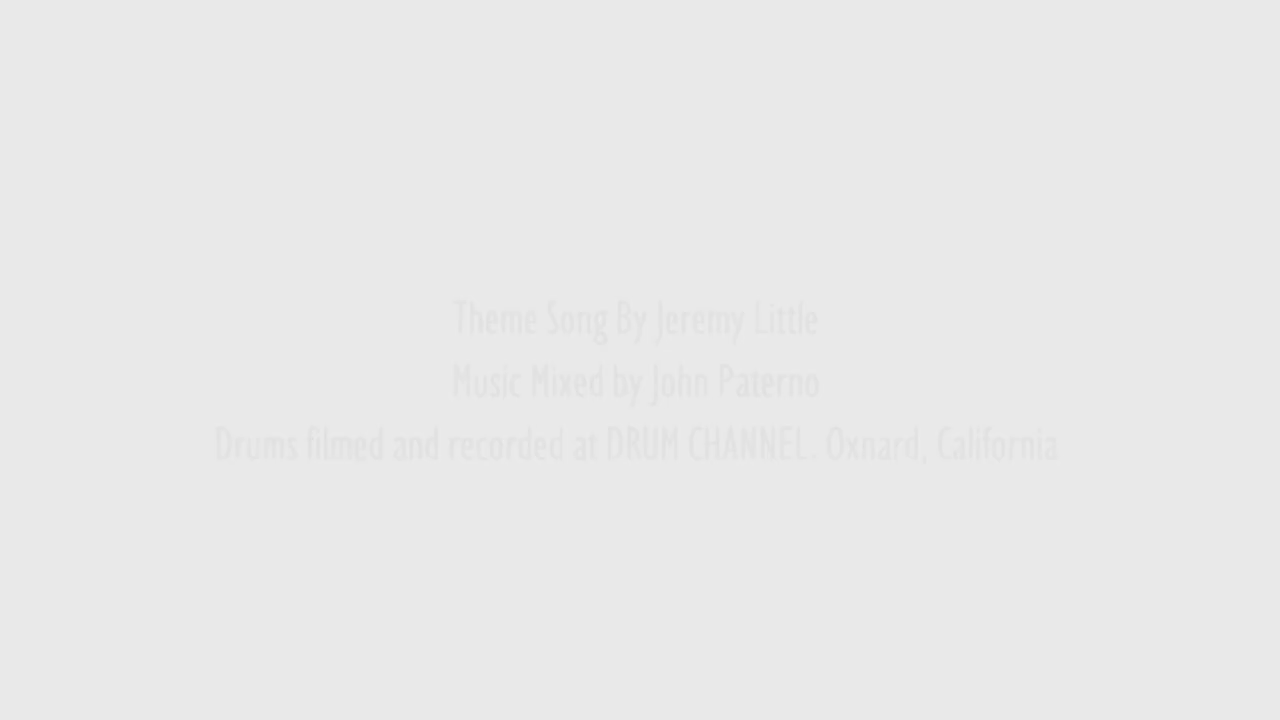 Theme Song By Jeremy Little
Music Mixed by John Paterno
Drums filmed and recorded at DRUM CHANNEL. Oxnard, California